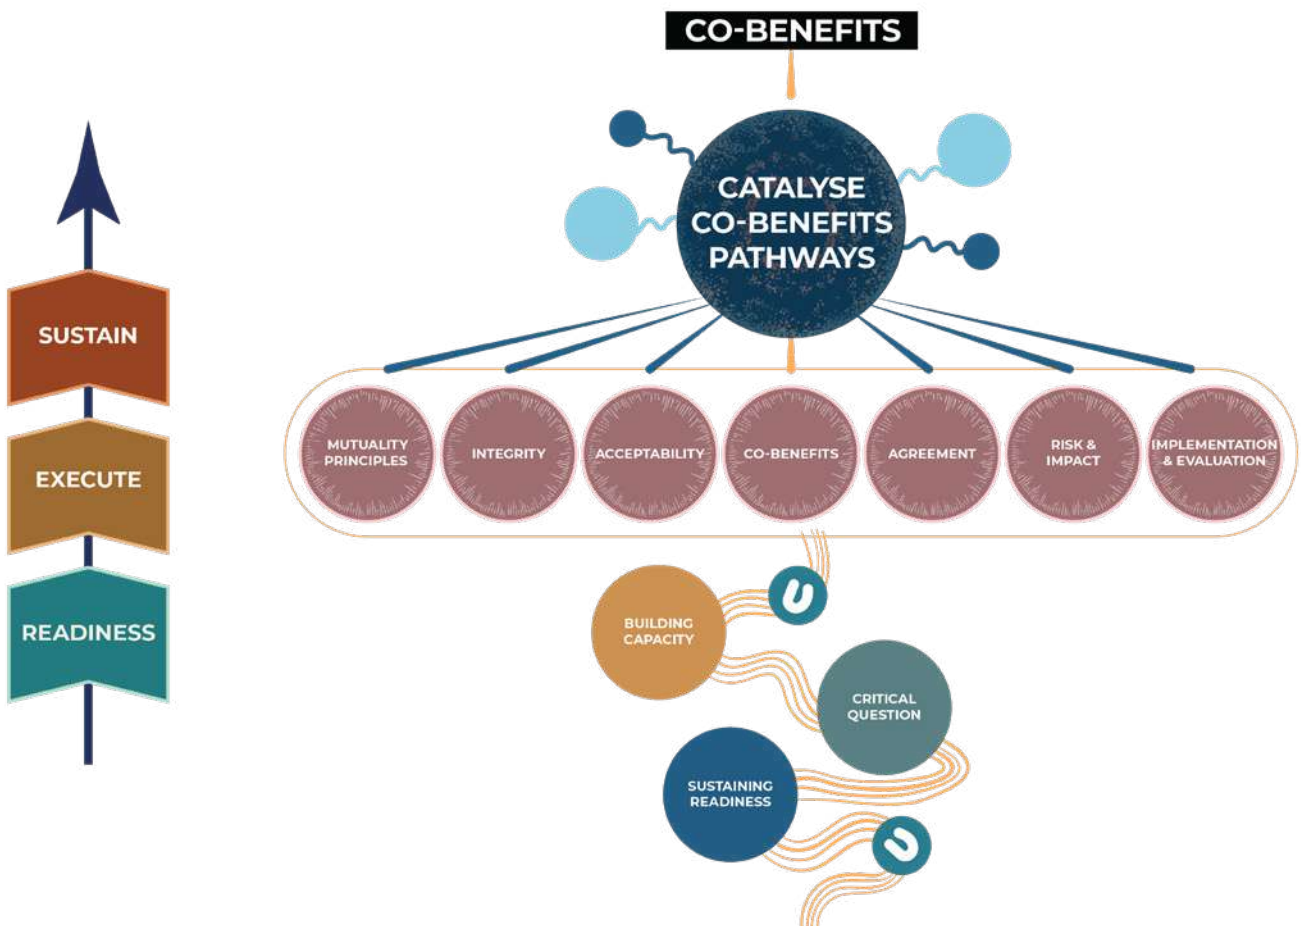 CO-BENEFITS
CATALYSE
CO-BENEFITS
PATHWAYS
SUSTAIN
EXECUTE
READINESS
MUTUALITY
PRINCIPLES
INTEGRITY
ACCEPTABILITY
CO-BENEFITS
AGREEMENT
RISK &
IMPACT
IMPLEMENTATION
& EVALUATION
BUILDING
CAPACITY
CRITICAL
QUESTION
SUSTAINING
READINESS